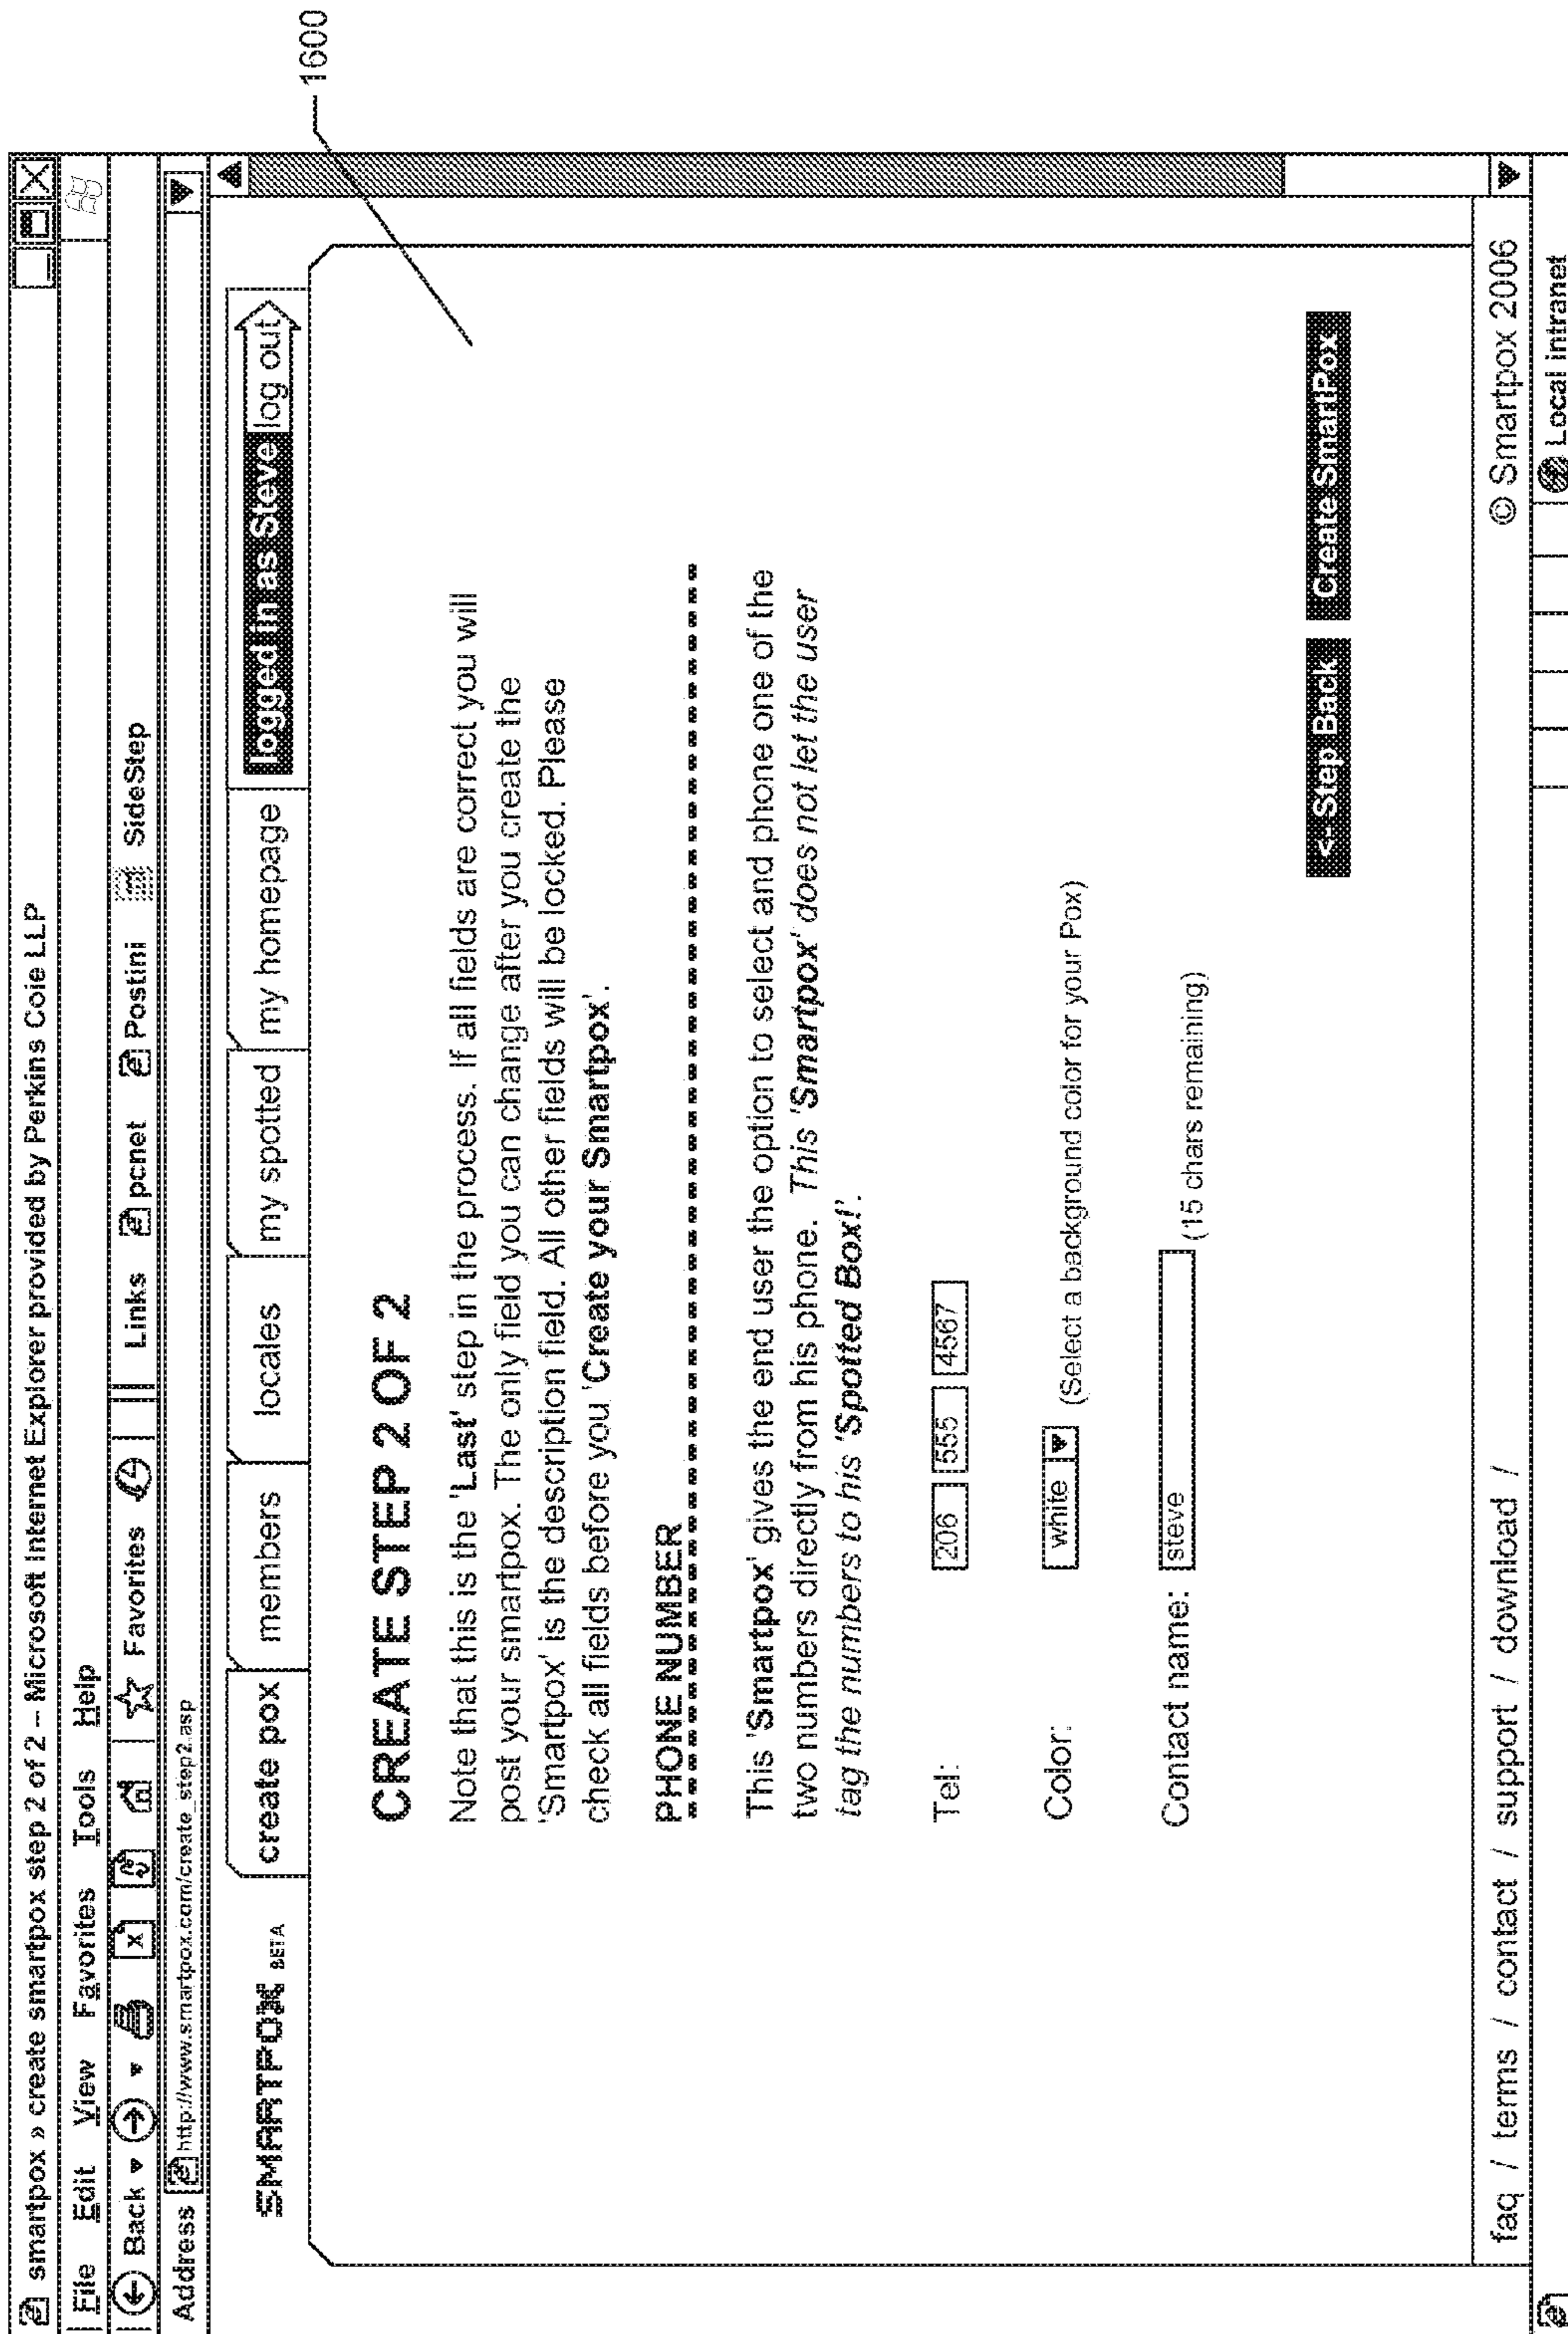 smartpox » create smartpox step 2 of 2 – Microsoft Internet Explorer provided by Perkins Coie LLP
File Edit View Favorites Tools Help
Back Favorites Links pcnet Postini SideStep
Address http://www.smartpox.com/create_step2.asp
SMARTPOX BETA create pox members locales my spotted my homepage logged in as Steve log out
1600
CREATE STEP 2 OF 2
Note that this is the 'Last' step in the process. If all fields are correct you will
post your smartpox. The only field you can change after you create the
'Smartpox' is the description field. All other fields will be locked. Please
check all fields before you 'Create your Smartpox'.
PHONE NUMBER
This 'Smartpox' gives the end user the option to select and phone one of the
two numbers directly from his phone. This 'Smartpox' does not let the user
tag the numbers to his 'Spotted Box!'.
Tel: 206 555 4567
Color: white (Select a background color for your Pox)
Contact name: steve
(15 chars remaining)
<-Step Back Create SmartPox
faq / terms / contact / support / download / © Smartpox 2006
Local intranet